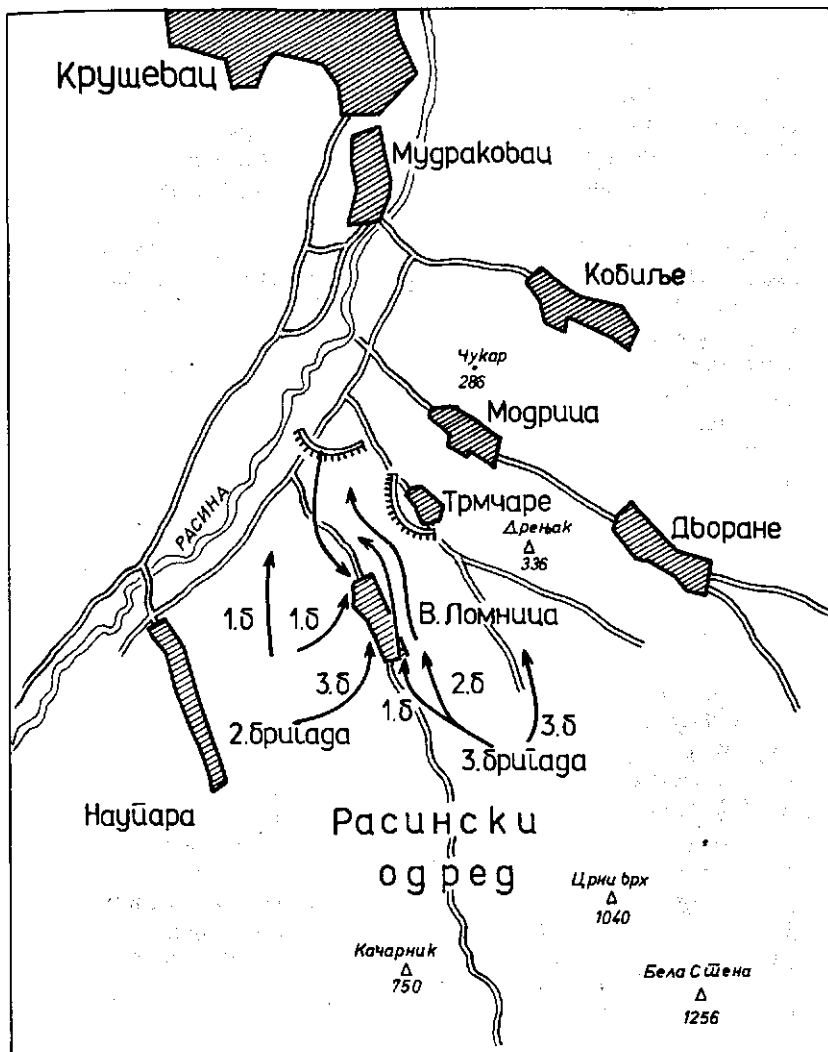 Крушевац
Мудраковац
Кобиље
Чукар
286
Модрица
РАСИНА
Трмчаре
Дрењак
336
Дворане
В. Ломница
1.б
1.б
3.б
2.бригада
1.б
2.б
3.б
3.бригада
Наупара
Расински
одред
Црни врх
1040
Качарник
750
Бела Стена
1256